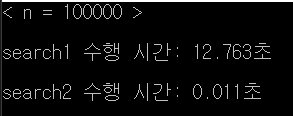 < n = 100000 >
search1 수행 시간: 12.763초
search2 수행 시간: 0.011초